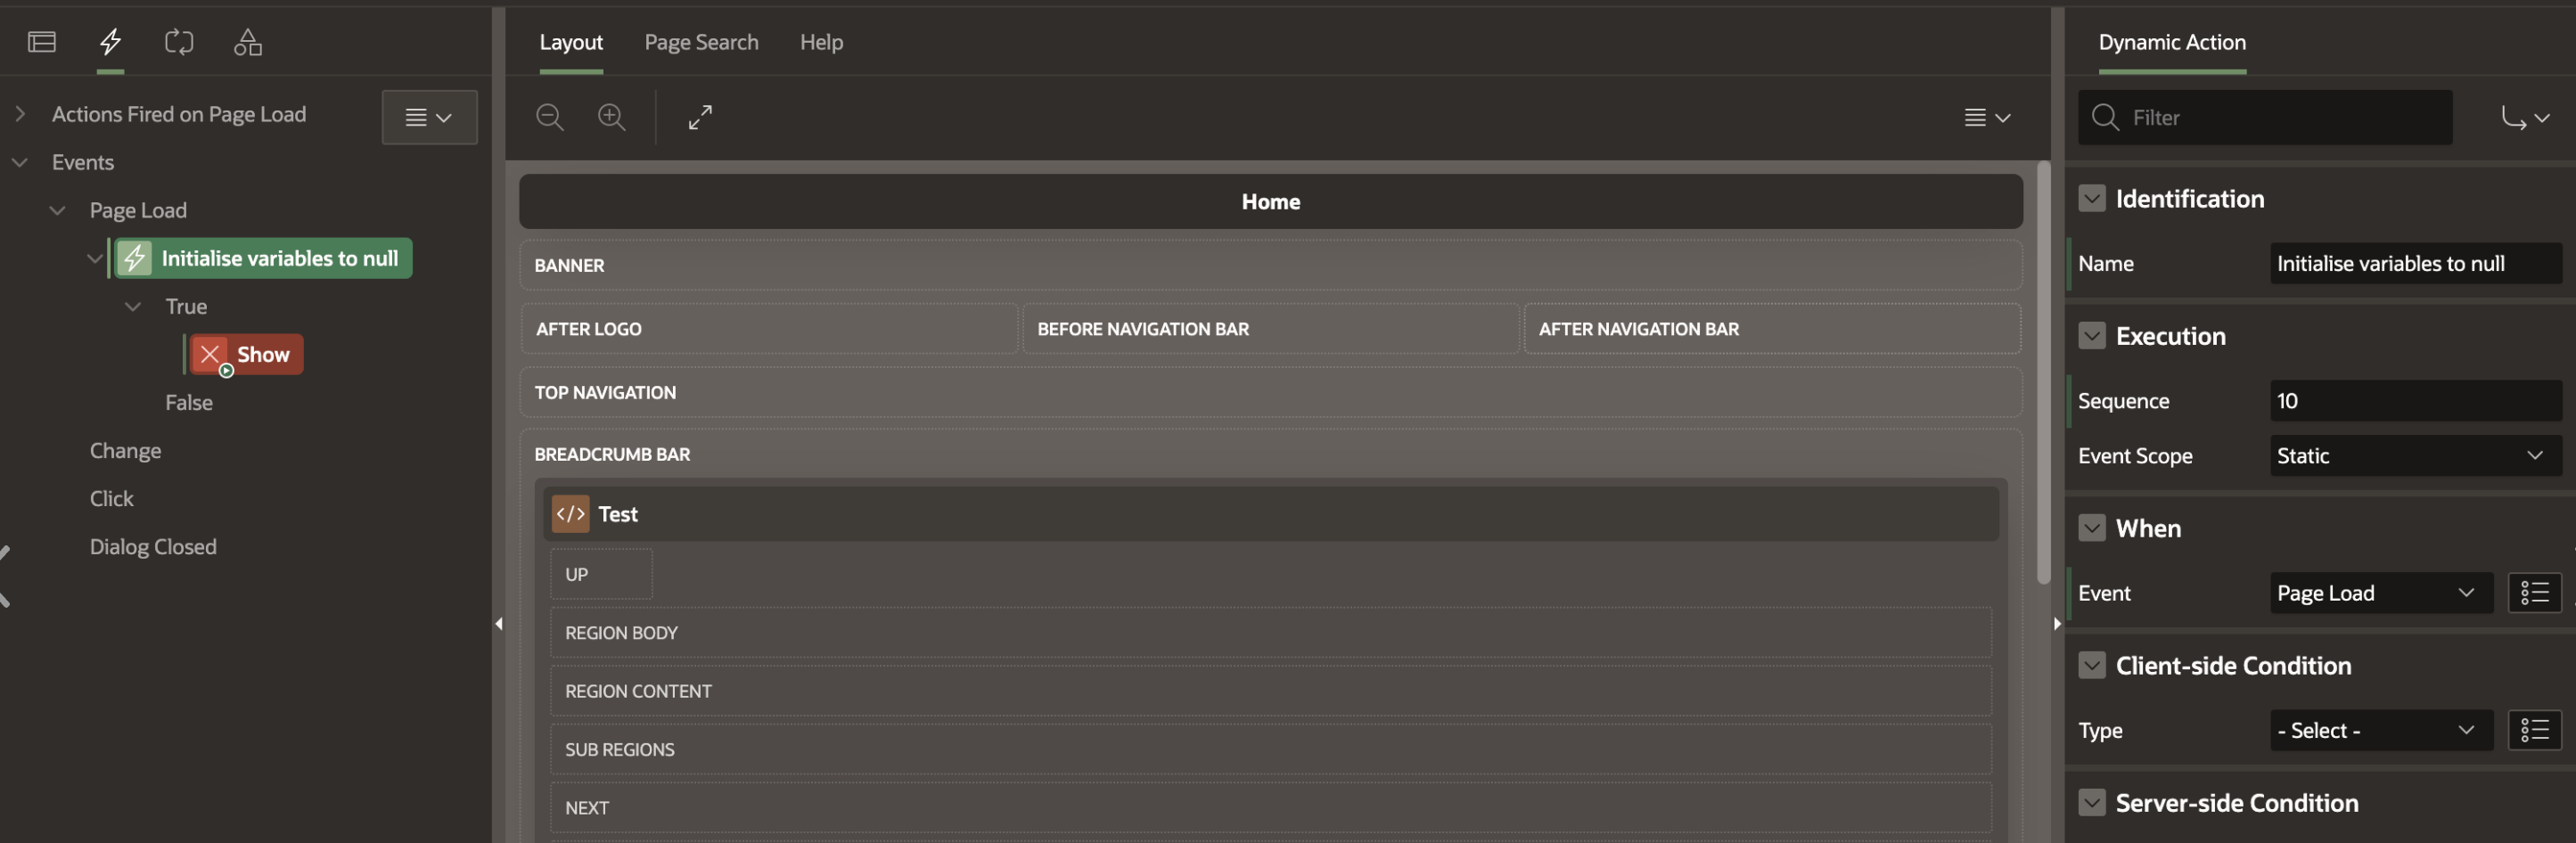 Actions Fired on Page Load
Events
Page Load
Initialise variables to null
True
Show
False
Change
Click
Dialog Closed
Layout
Page Search
Help
Home
BANNER
AFTER LOGO
BEFORE NAVIGATION BAR
AFTER NAVIGATION BAR
TOP NAVIGATION
BREADCRUMB BAR
</> Test
UP
REGION BODY
REGION CONTENT
SUB REGIONS
NEXT
Dynamic Action
Filter
Identification
Name Initialise variables to null
Execution
Sequence 10
Event Scope Static
When
Event Page Load
Client-side Condition
Type - Select -
Server-side Condition